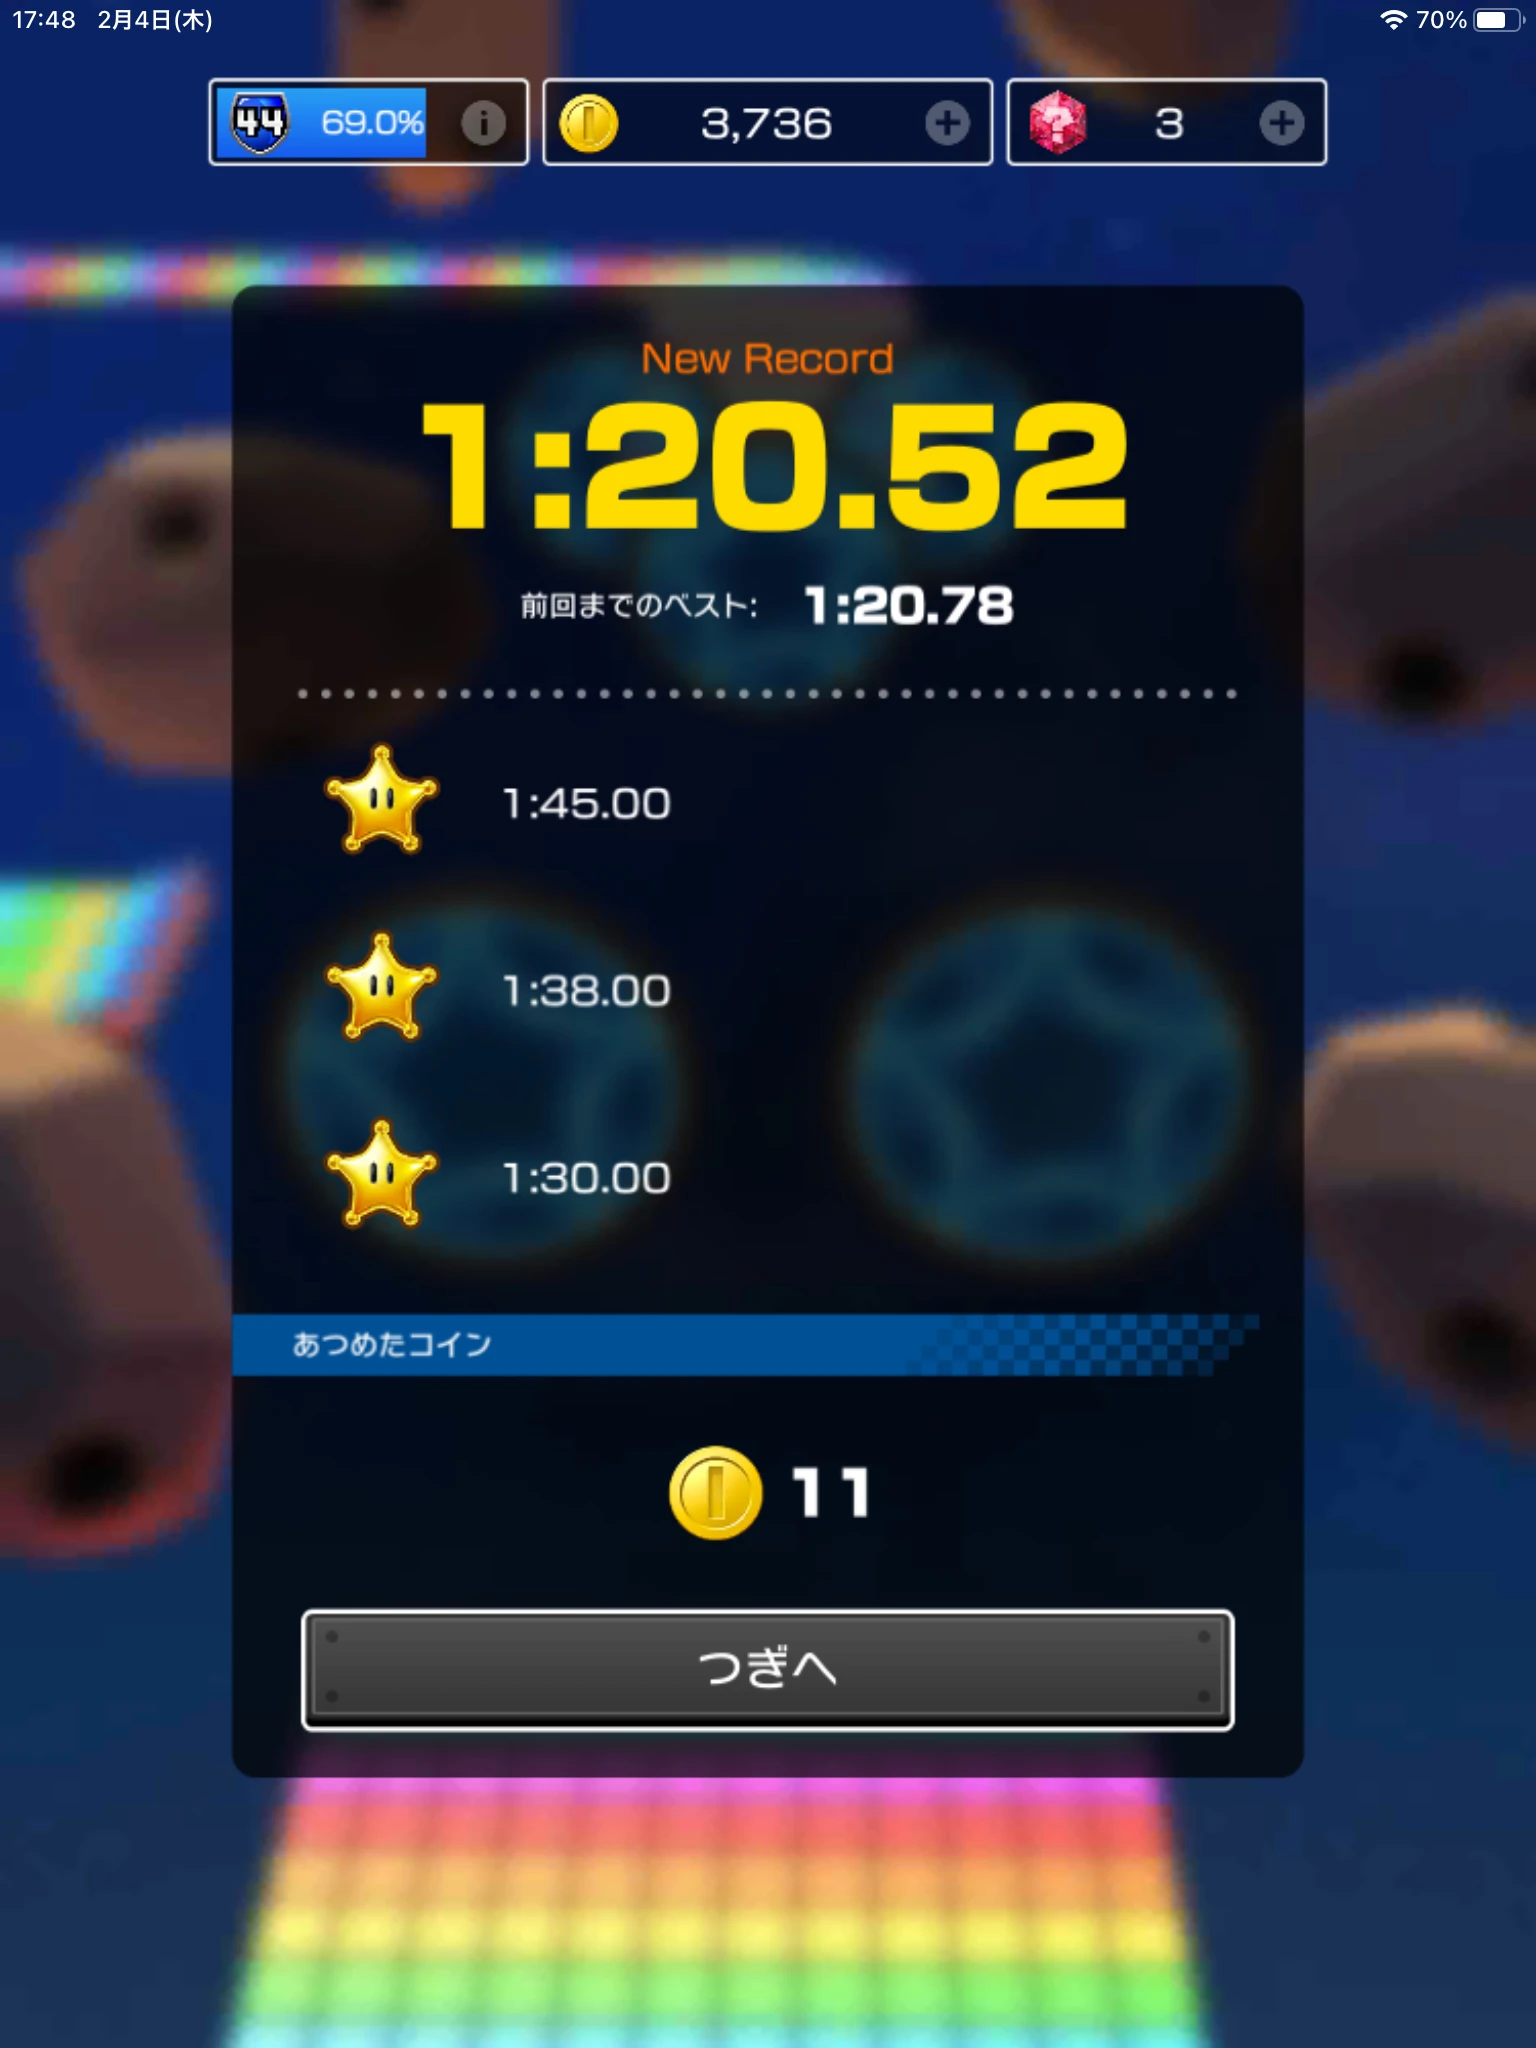 17:48 2月4日(木) 70%
44 69.0% 3,736 3
New Record
1:20.52
前回までのベスト: 1:20.78
1:45.00
1:38.00
1:30.00
あつめたコイン
11
つぎへ